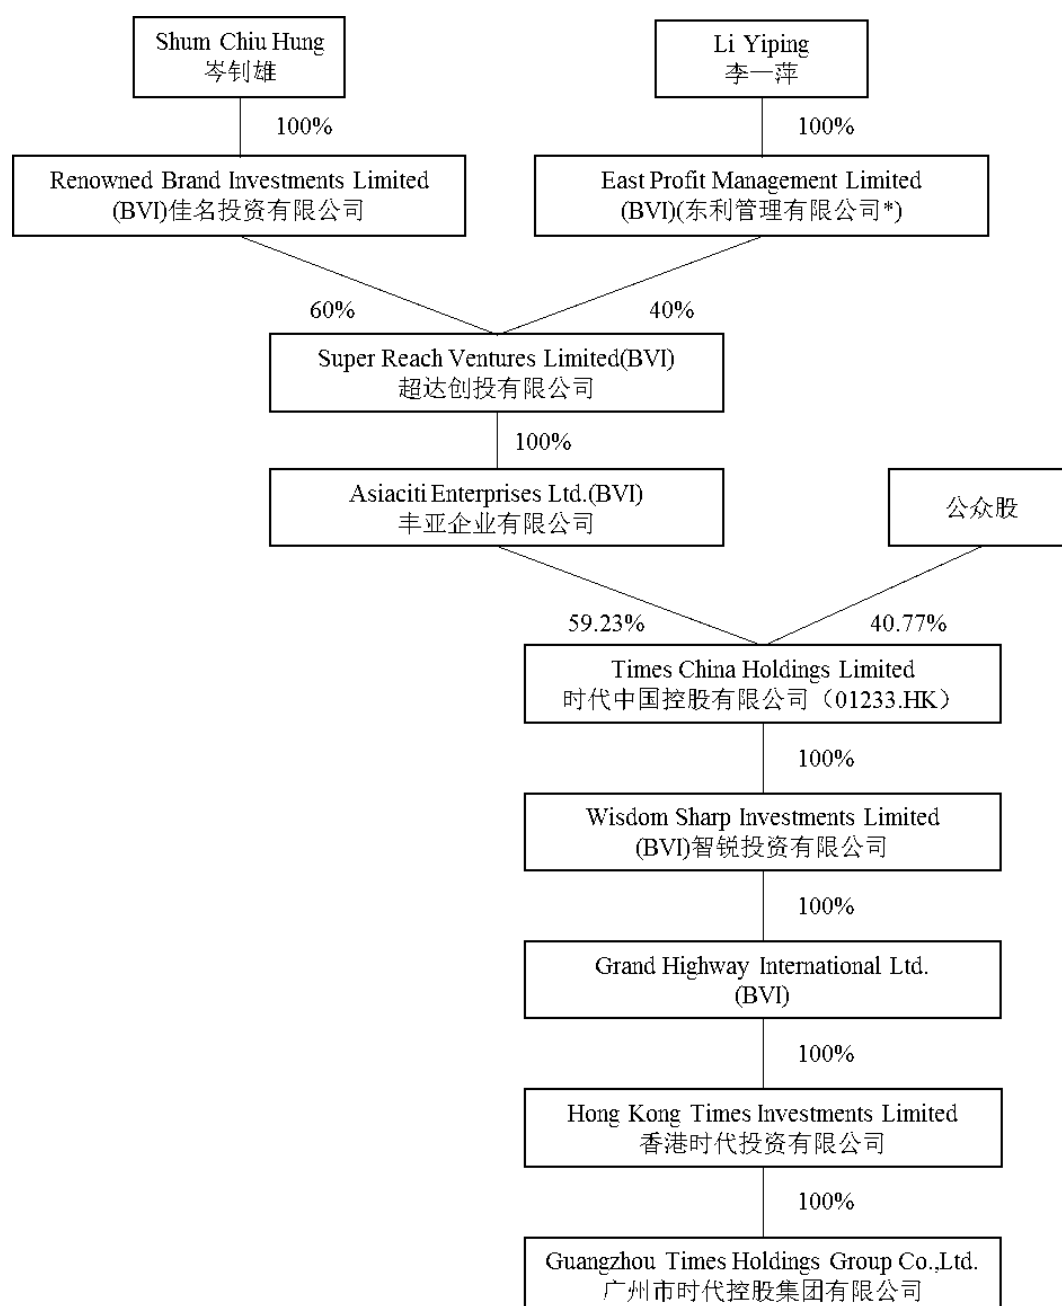 Shum Chiu Hung
岑钊雄
Li Yiping
李一萍
100%
100%
Renowned Brand Investments Limited
(BVI)佳名投资有限公司
East Profit Management Limited
(BVI)(东利管理有限公司*)
60%
40%
Super Reach Ventures Limited(BVI)
超达创投有限公司
100%
Asiaciti Enterprises Ltd.(BVI)
丰亚企业有限公司
公众股
59.23%
40.77%
Times China Holdings Limited
时代中国控股有限公司（01233.HK）
100%
Wisdom Sharp Investments Limited
(BVI)智锐投资有限公司
100%
Grand Highway International Ltd.
(BVI)
100%
Hong Kong Times Investments Limited
香港时代投资有限公司
100%
Guangzhou Times Holdings Group Co.,Ltd.
广州市时代控股集团有限公司